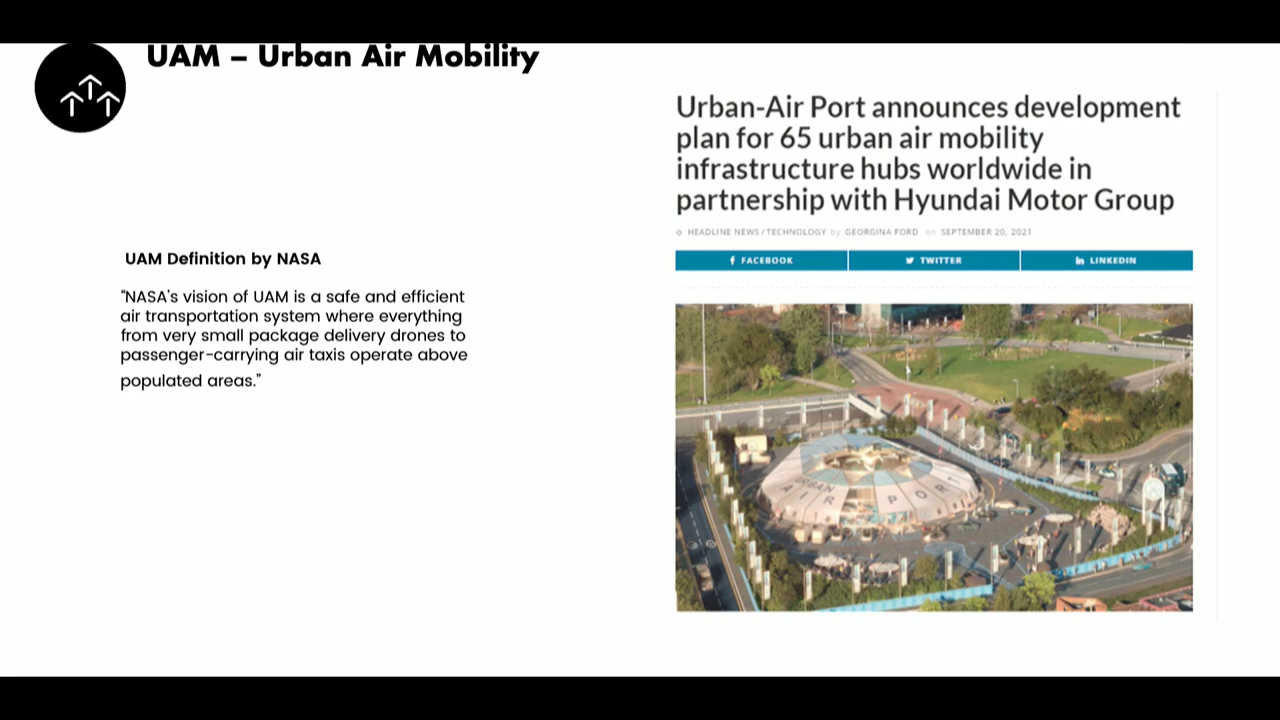 UAM – Urban Air Mobility
UAM Definition by NASA
“NASA's vision of UAM is a safe and efficient
air transportation system where everything
from very small package delivery drones to
passenger-carrying air taxis operate above
populated areas.”
Urban-Air Port announces development
plan for 65 urban air mobility
infrastructure hubs worldwide in
partnership with Hyundai Motor Group
HEADLINE NEWS / TECHNOLOGY by GEORGINA FORD on SEPTEMBER 20, 2021
FACEBOOK TWITTER LINKEDIN
URBAN
AIR PORT